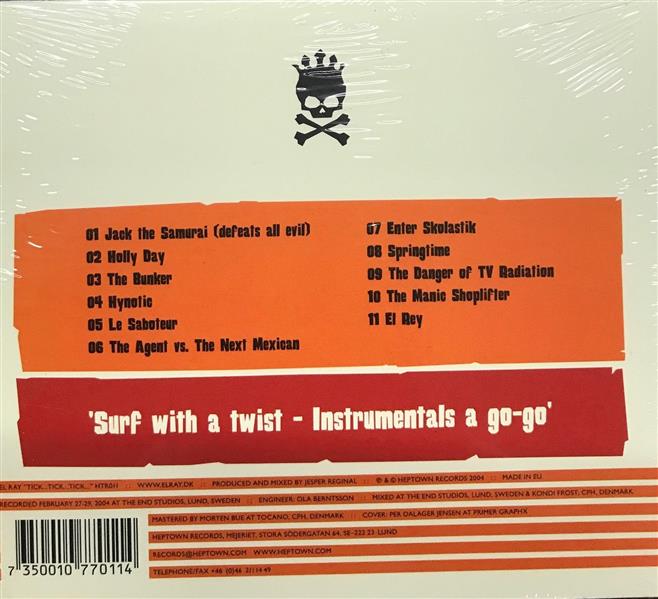 01 Jack the Samurai (defeats all evil)
02 Holly Day
03 The Bunker
04 Hynotic
05 Le Saboteur
06 The Agent vs. The Next Mexican
07 Enter Skolastik
08 Springtime
09 The Danger of TV Radiation
10 The Manic Shoplifter
11 El Rey
'Surf with a twist - Instrumentals a go-go'
EL RAY "TICK...TICK...TICK..." HTR011 :: WWW.ELRAY.DK :: PRODUCED AND MIXED BY JESPER REGINAL :: ℗ & © HEPTOWN RECORDS 2004 :: MADE IN EU
RECORDED FEBRUARY 27-29, 2004 AT THE END STUDIOS, LUND, SWEDEN :: ENGINEER: OLA BERNTSSON :: MIXED AT THE END STUDIOS, LUND, SWEDEN & KONDI FROST, CPH, DENMARK
MASTERED BY MORTEN BUE AT TOCANO, CPH, DENMARK :: COVER: PER DALAGER JENSEN AT PRIMER GRAPHX
HEPTOWN RECORDS, MEJERIET, STORA SÖDERGATAN 64, SE-222 23 LUND
RECORDS@HEPTOWN.COM WWW.HEPTOWN.COM
TELEPHONE/FAX +46 (0)46 211 14 49
7 350010 770114